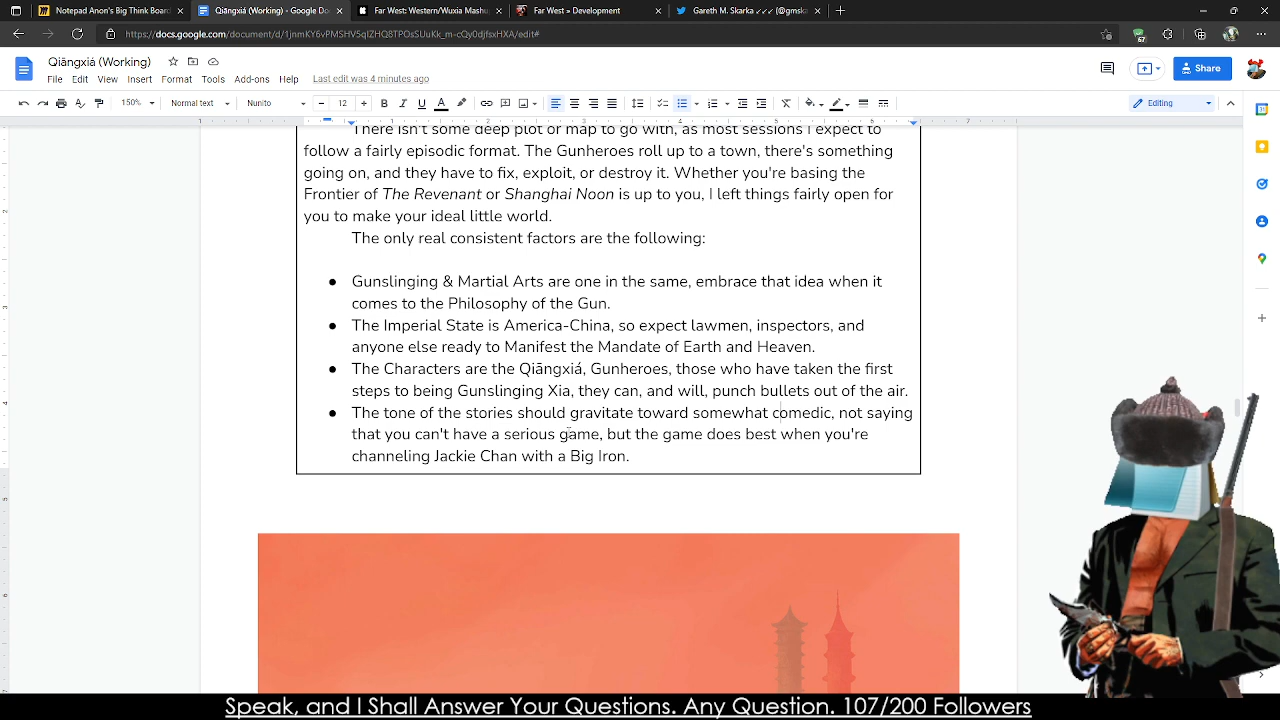 Notepad Anon's Big Think Board
Qiāngxiá (Working) - Google Do
Far West: Western/Wuxia Mashu
Far West » Development
Gareth M. Skarka ✓✓✓ (@gmska
https://docs.google.com/document/d/1jnmKY6vPMSHV5qIZHQ8TPOsSUuKk_m-cQy0djfsxHXA/edit#
Qiāngxiá (Working)
File Edit View Insert Format Tools Add-ons Help Last edit was 4 minutes ago
Share
150% Normal text Nunito 12 Editing
There isn't some deep plot or map to go with, as most sessions I expect to
follow a fairly episodic format. The Gunheroes roll up to a town, there's something
going on, and they have to fix, exploit, or destroy it. Whether you're basing the
Frontier of The Revenant or Shanghai Noon is up to you, I left things fairly open for
you to make your ideal little world.
The only real consistent factors are the following:
● Gunslinging & Martial Arts are one in the same, embrace that idea when it
comes to the Philosophy of the Gun.
● The Imperial State is America-China, so expect lawmen, inspectors, and
anyone else ready to Manifest the Mandate of Earth and Heaven.
● The Characters are the Qiāngxiá, Gunheroes, those who have taken the first
steps to being Gunslinging Xia, they can, and will, punch bullets out of the air.
● The tone of the stories should gravitate toward somewhat comedic, not saying
that you can't have a serious game, but the game does best when you're
channeling Jackie Chan with a Big Iron.
Speak, and I Shall Answer Your Questions. Any Question. 107/200 Followers